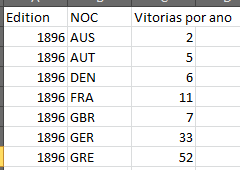 Edition NOC Vitorias por ano
1896 AUS 2
1896 AUT 5
1896 DEN 6
1896 FRA 11
1896 GBR 7
1896 GER 33
1896 GRE 52